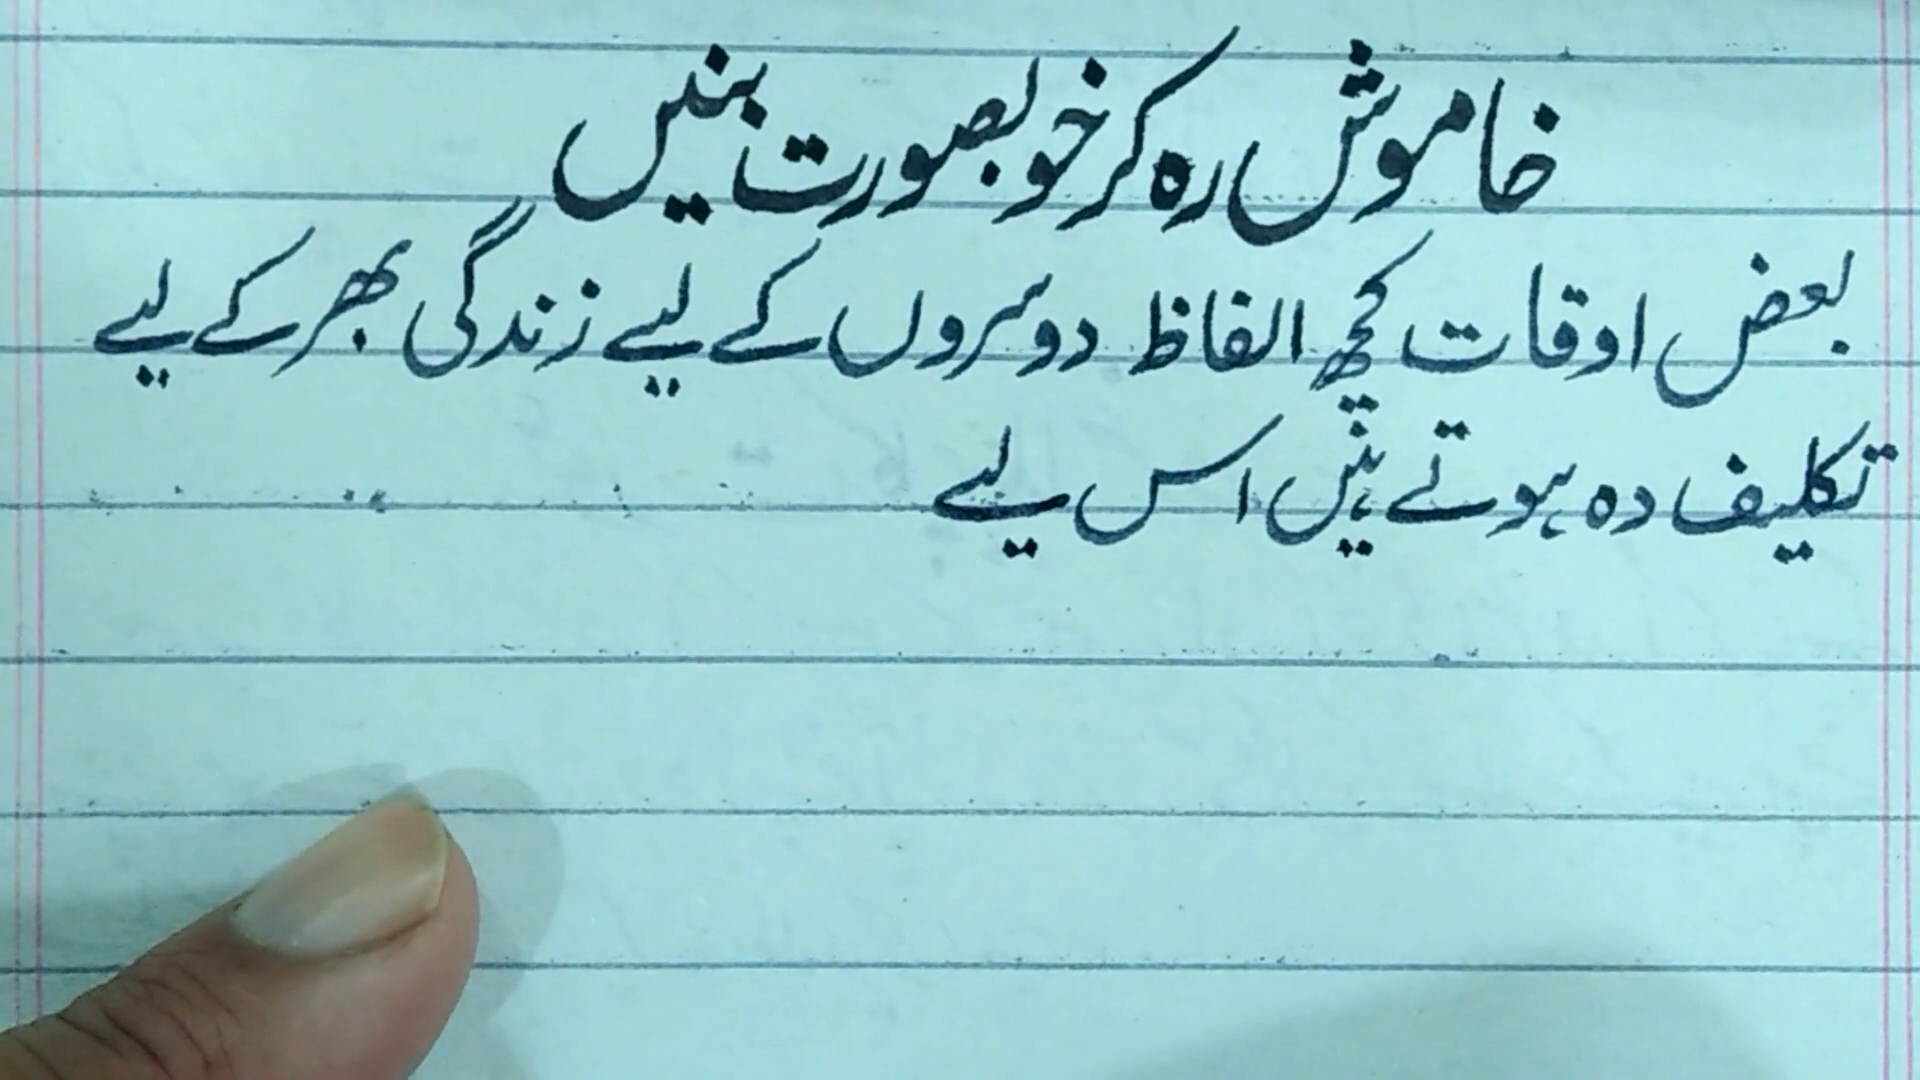 خاموش رہ کر خوبصورت بنیں
بعض اوقات کچھ الفاظ دوسروں کے لیے زندگی بھر کے لیے
تکلیف دہ ہوتے ہیں اس لیے